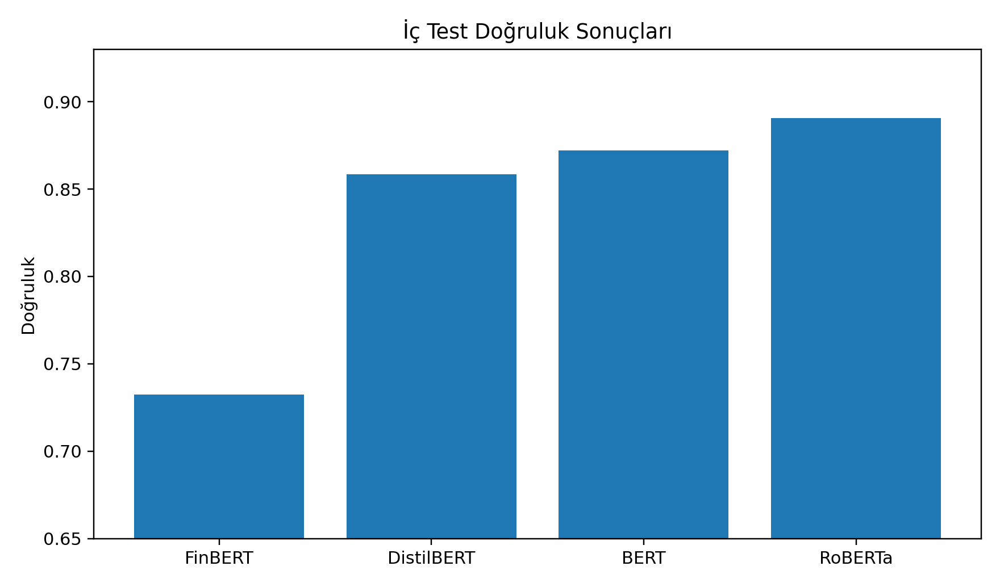 İç Test Doğruluk Sonuçları
Doğruluk
0.90
0.85
0.80
0.75
0.70
0.65
FinBERT DistilBERT BERT RoBERTa